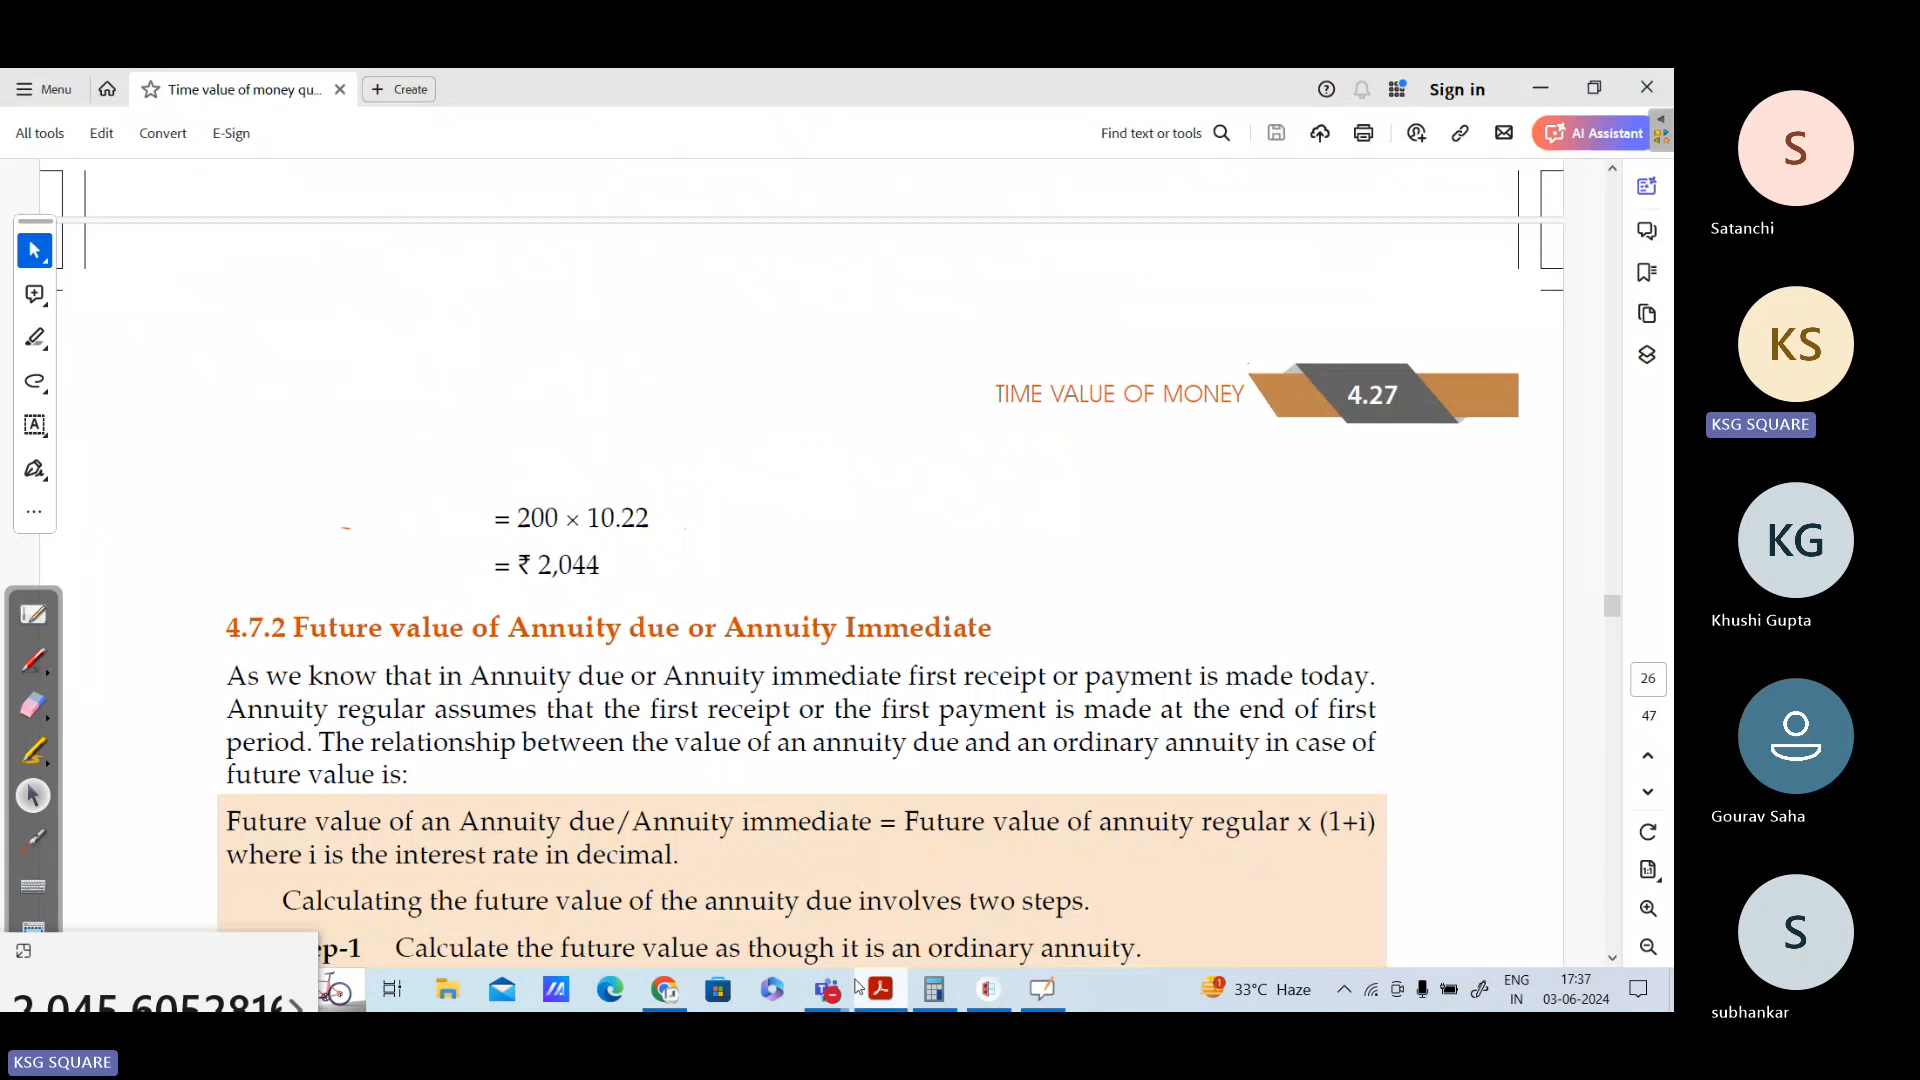 Menu
Time value of money qu...
Create
Sign in
All tools
Edit
Convert
E-Sign
Find text or tools
AI Assistant
TIME VALUE OF MONEY
4.27
= 200 × 10.22
= ₹ 2,044
4.7.2 Future value of Annuity due or Annuity Immediate
As we know that in Annuity due or Annuity immediate first receipt or payment is made today.
Annuity regular assumes that the first receipt or the first payment is made at the end of first
period. The relationship between the value of an annuity due and an ordinary annuity in case of
future value is:
Future value of an Annuity due/Annuity immediate = Future value of annuity regular x (1+i)
where i is the interest rate in decimal.
Calculating the future value of the annuity due involves two steps.
ep-1 Calculate the future value as though it is an ordinary annuity.
26
47
1:1
S
Satanchi
KS
KSG SQUARE
KG
Khushi Gupta
Gourav Saha
S
subhankar
33°C Haze
ENG
IN
17:37
03-06-2024
KSG SQUARE